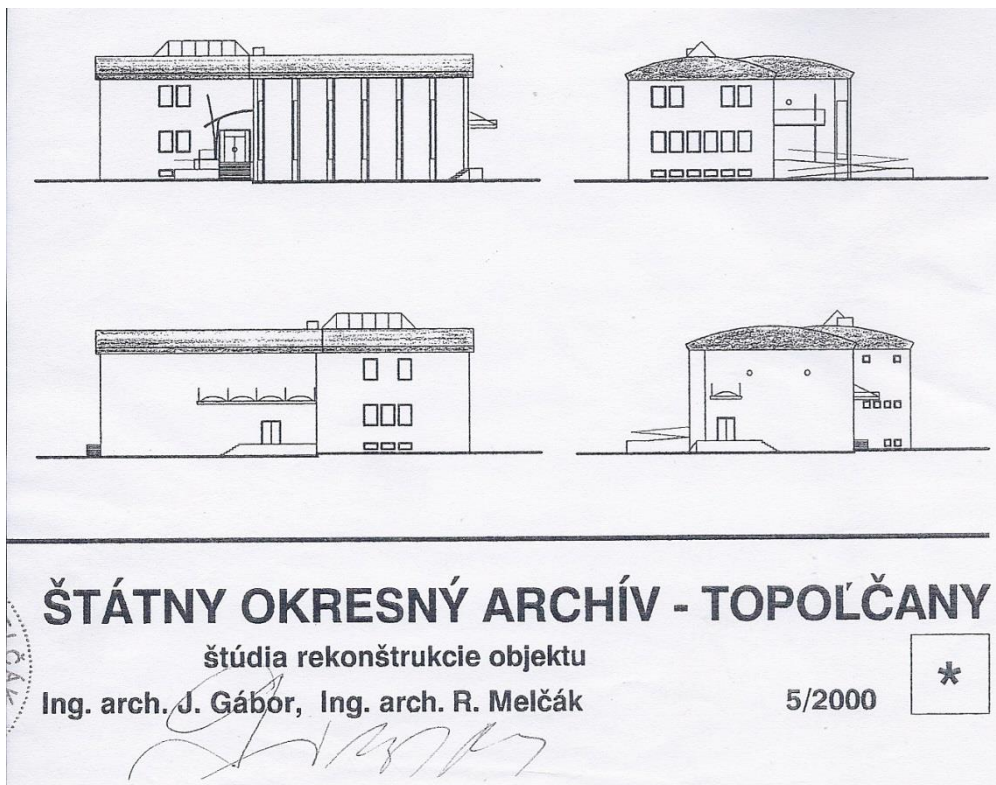 ŠTÁTNY OKRESNÝ ARCHÍV - TOPOĽČANY
štúdia rekonštrukcie objektu
Ing. arch. J. Gábor, Ing. arch. R. Melčák 5/2000 *